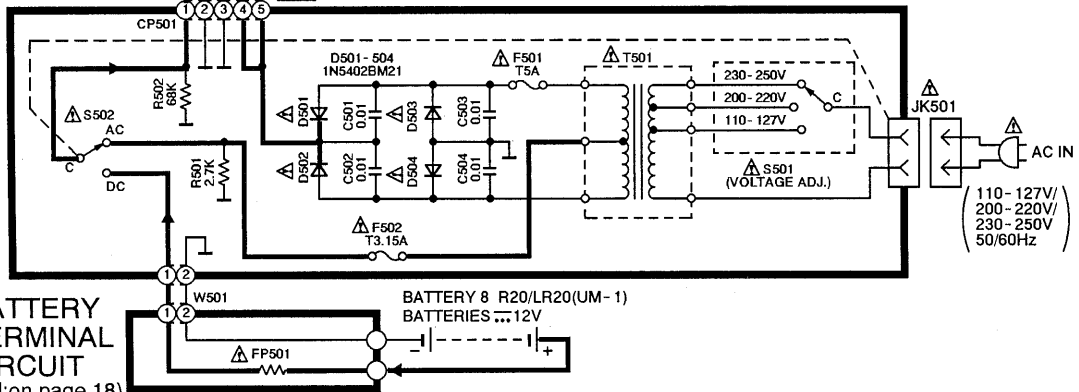 CP501
1 2 3 4 5
R502
68K
S502
AC
C
DC
R501
2.7K
D501-504
1N5402BM21
D501
D502
C501
0.01
C502
0.01
D503
D504
C503
0.01
C504
0.01
F501
T5A
F502
T3.15A
T501
230-250V
200-220V
110-127V
C
S501
(VOLTAGE ADJ.)
JK501
AC IN
(110-127V/
200-220V/
230-250V
50/60Hz)
1 2
W501
1 2
ATTERY
ERMINAL
RCUIT
:on page 18)
FP501
BATTERY 8 R20/LR20(UM-1)
BATTERIES 12V
- +